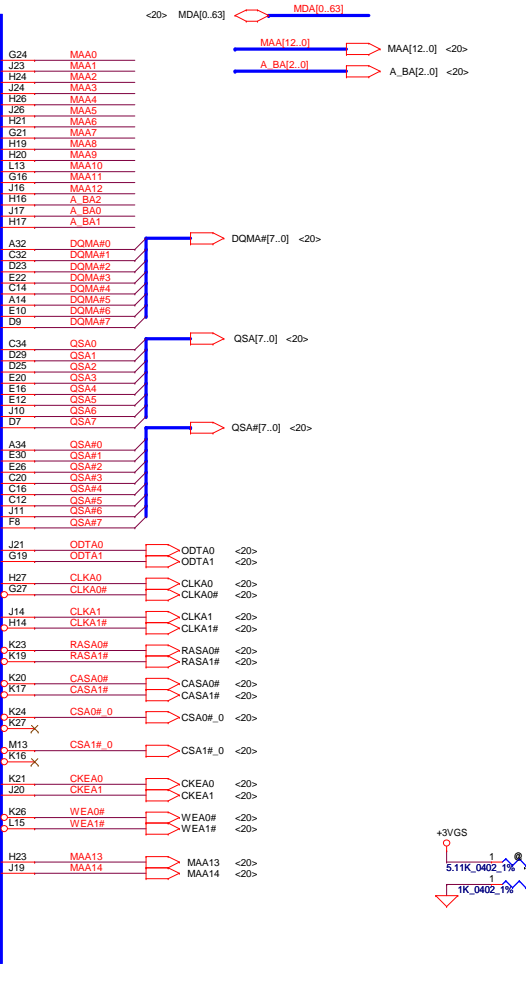 <20> MDA[0..63] MDA[0..63]
MAA[12..0] MAA[12..0] <20>
A_BA[2..0] A_BA[2..0] <20>
G24 MAA0
J23 MAA1
H24 MAA2
J24 MAA3
H26 MAA4
J26 MAA5
H21 MAA6
G21 MAA7
H19 MAA8
H20 MAA9
L13 MAA10
G16 MAA11
J16 MAA12
H16 A_BA2
J17 A_BA0
H17 A_BA1
DQMA#[7..0] <20>
A32 DQMA#0
C32 DQMA#1
D23 DQMA#2
E22 DQMA#3
C14 DQMA#4
A14 DQMA#5
E10 DQMA#6
D9 DQMA#7
QSA[7..0] <20>
C34 QSA0
D29 QSA1
D25 QSA2
E20 QSA3
E16 QSA4
E12 QSA5
J10 QSA6
D7 QSA7
QSA#[7..0] <20>
A34 QSA#0
E30 QSA#1
E26 QSA#2
C20 QSA#3
C16 QSA#4
C12 QSA#5
J11 QSA#6
F8 QSA#7
J21 ODTA0 ODTA0 <20>
G19 ODTA1 ODTA1 <20>
H27 CLKA0 CLKA0 <20>
G27 CLKA0# CLKA0# <20>
J14 CLKA1 CLKA1 <20>
H14 CLKA1# CLKA1# <20>
K23 RASA0# RASA0# <20>
K19 RASA1# RASA1# <20>
K20 CASA0# CASA0# <20>
K17 CASA1# CASA1# <20>
K24 CSA0#_0 CSA0#_0 <20>
K27
M13 CSA1#_0 CSA1#_0 <20>
K16
K21 CKEA0 CKEA0 <20>
J20 CKEA1 CKEA1 <20>
K26 WEA0# WEA0# <20>
L15 WEA1# WEA1# <20>
H23 MAA13 MAA13 <20>
J19 MAA14 MAA14 <20>
+3VGS
1 @
5.11K_0402_1%
1
1K_0402_1%